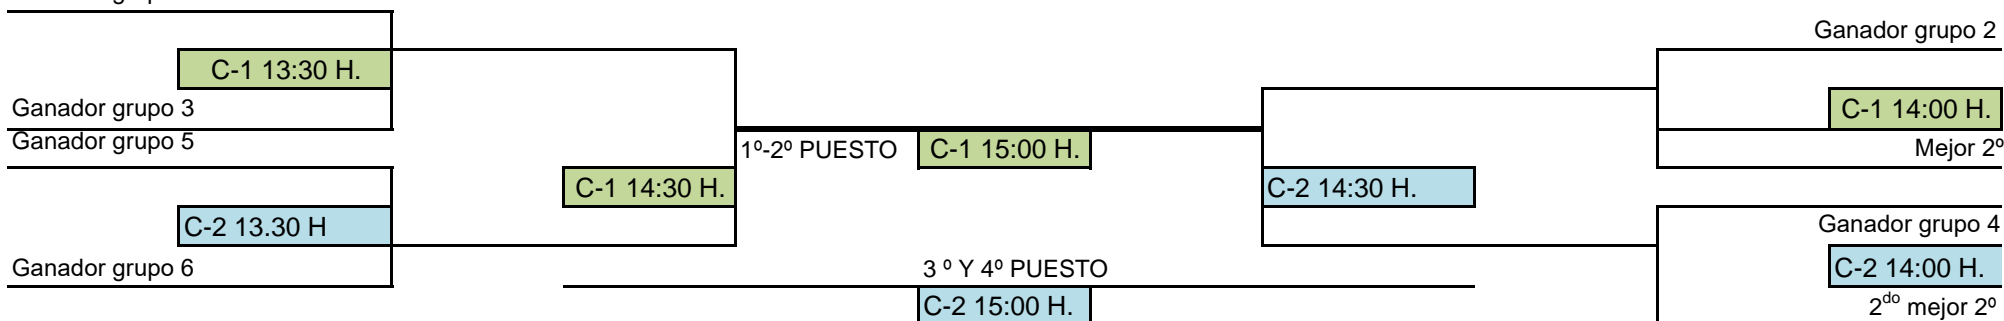 C-1 13:30 H.
Ganador grupo 3
Ganador grupo 5
C-2 13.30 H
Ganador grupo 6
C-1 14:30 H.
1º-2º PUESTO
C-1 15:00 H.
3 º Y 4º PUESTO
C-2 15:00 H.
C-2 14:30 H.
Ganador grupo 2
C-1 14:00 H.
Mejor 2º
Ganador grupo 4
C-2 14:00 H.
2do mejor 2º